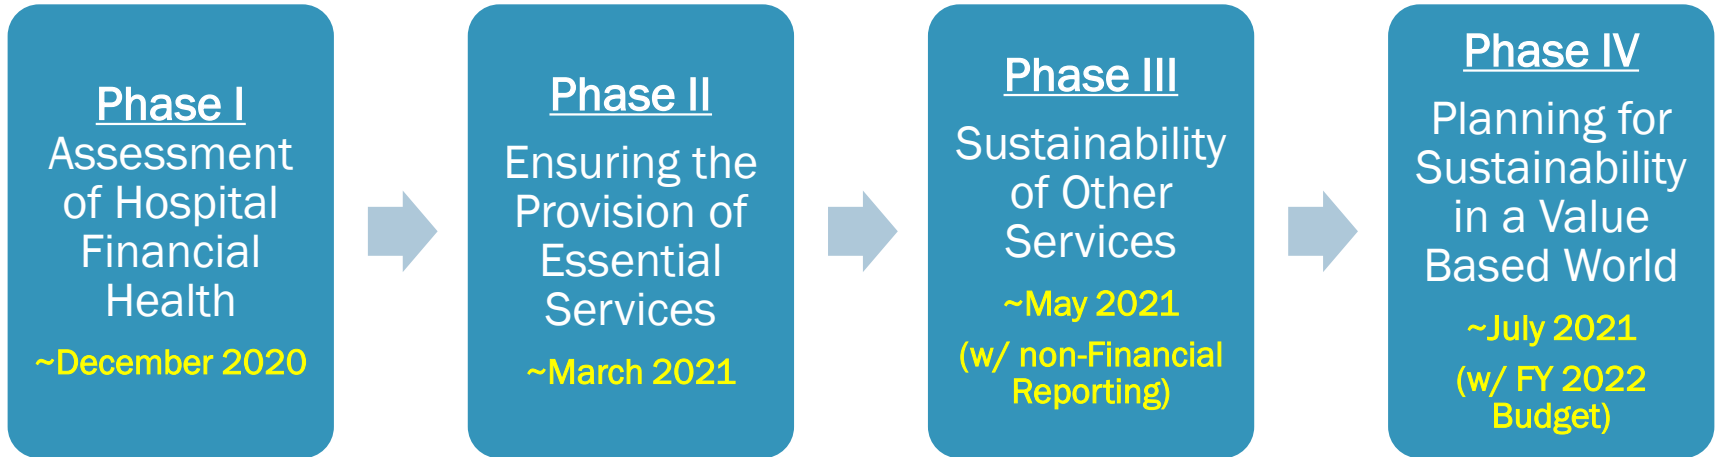 Phase I
Assessment
of Hospital
Financial
Health
~December 2020
Phase II
Ensuring the
Provision of
Essential
Services
~March 2021
Phase III
Sustainability
of Other
Services
~May 2021
(w/ non-Financial
Reporting)
Phase IV
Planning for
Sustainability
in a Value
Based World
~July 2021
(w/ FY 2022
Budget)